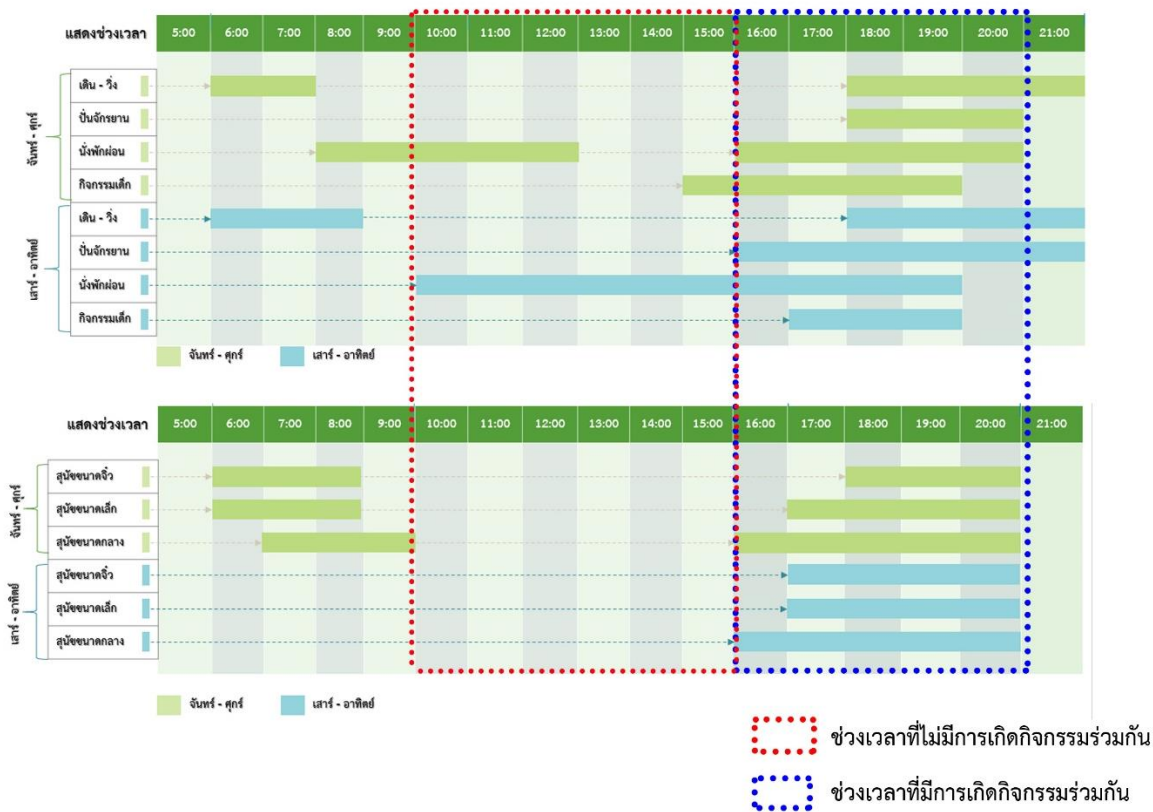 แสดงช่วงเวลา 5:00 6:00 7:00 8:00 9:00 10:00 11:00 12:00 13:00 14:00 15:00 16:00 17:00 18:00 19:00 20:00 21:00
จันทร์ - ศุกร์
เดิน - วิ่ง
ปั่นจักรยาน
นั่งพักผ่อน
กิจกรรมเด็ก
เสาร์ - อาทิตย์
เดิน - วิ่ง
ปั่นจักรยาน
นั่งพักผ่อน
กิจกรรมเด็ก
จันทร์ - ศุกร์ เสาร์ - อาทิตย์
แสดงช่วงเวลา 5:00 6:00 7:00 8:00 9:00 10:00 11:00 12:00 13:00 14:00 15:00 16:00 17:00 18:00 19:00 20:00 21:00
จันทร์ - ศุกร์
สุนัขขนาดจิ๋ว
สุนัขขนาดเล็ก
สุนัขขนาดกลาง
เสาร์ - อาทิตย์
สุนัขขนาดจิ๋ว
สุนัขขนาดเล็ก
สุนัขขนาดกลาง
จันทร์ - ศุกร์ เสาร์ - อาทิตย์
ช่วงเวลาที่ไม่มีการเกิดกิจกรรมร่วมกัน
ช่วงเวลาที่มีการเกิดกิจกรรมร่วมกัน